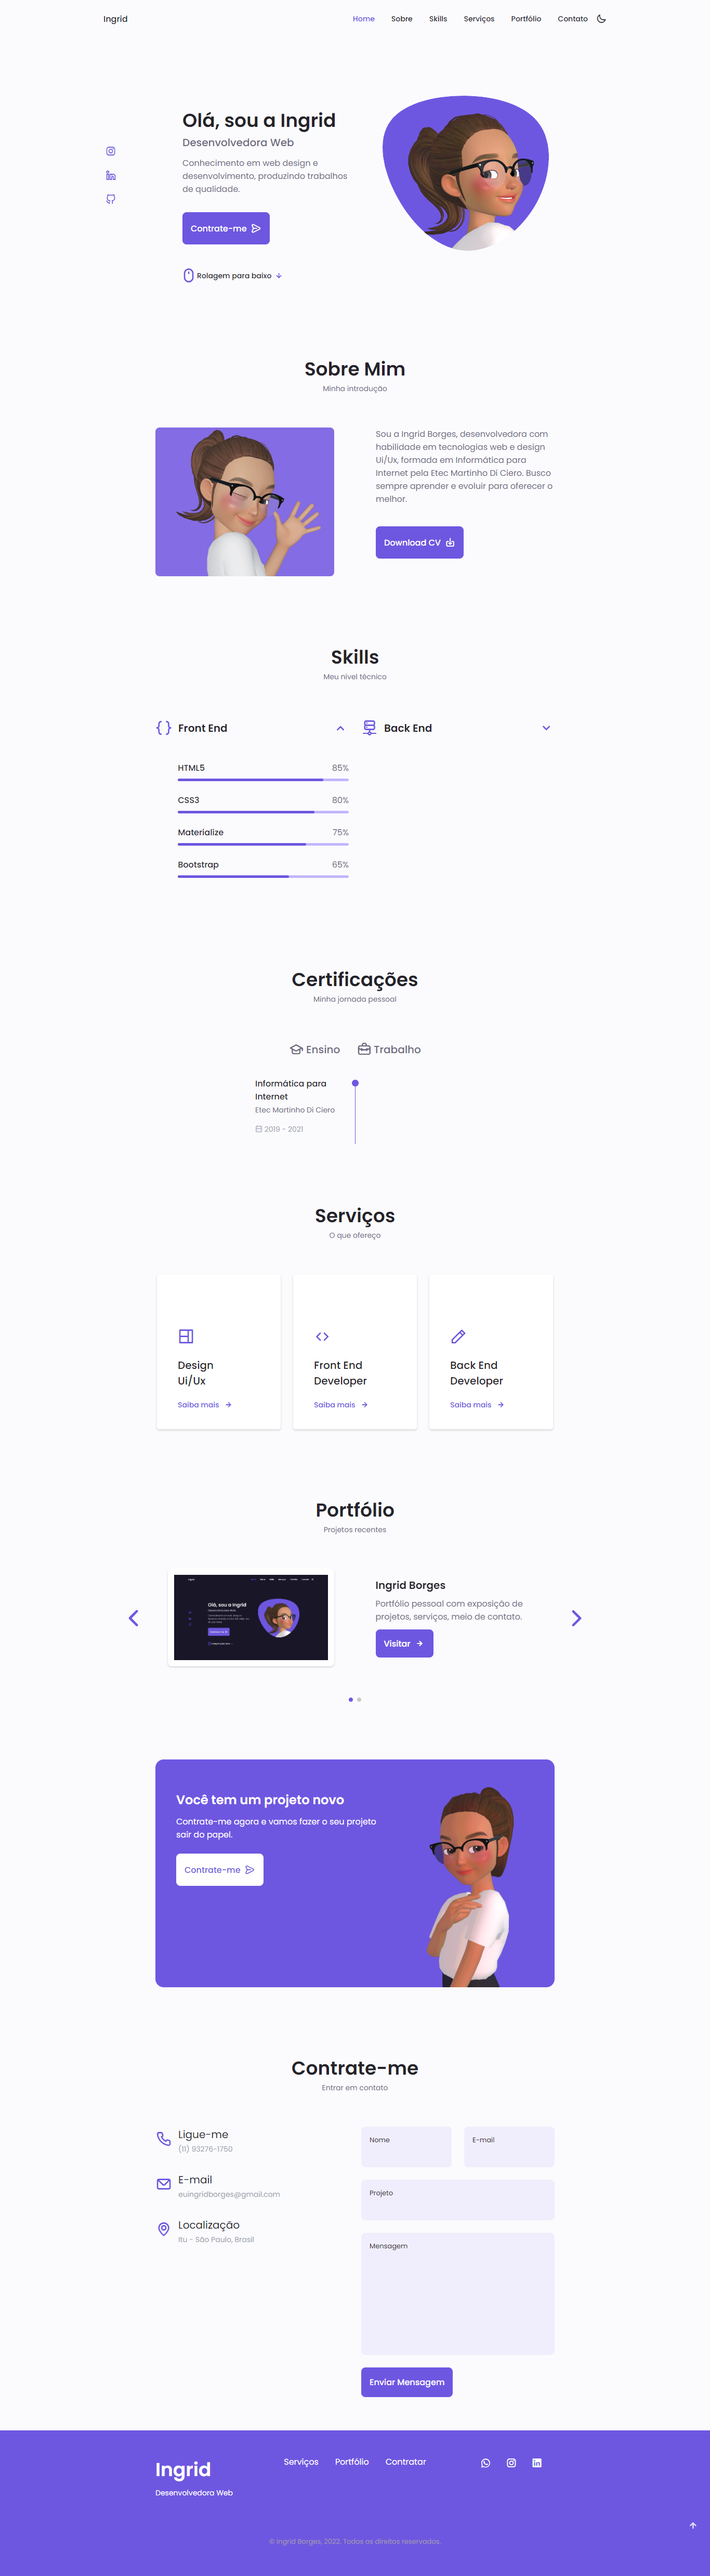 Ingrid
Home Sobre Skills Serviços Portfólio Contato
Olá, sou a Ingrid
Desenvolvedora Web
Conhecimento em web design e
desenvolvimento, produzindo trabalhos
de qualidade.
Contrate-me
Rolagem para baixo
Sobre Mim
Minha introdução
Sou a Ingrid Borges, desenvolvedora com
habilidade em tecnologias web e design
Ui/Ux, formada em Informática para
Internet pela Etec Martinho Di Ciero. Busco
sempre aprender e evoluir para oferecer o
melhor.
Download CV
Skills
Meu nível técnico
Front End
HTML5 85%
CSS3 80%
Materialize 75%
Bootstrap 65%
Back End
Certificações
Minha jornada pessoal
Ensino Trabalho
Informática para
Internet
Etec Martinho Di Ciero
2019 - 2021
Serviços
O que ofereço
Design
Ui/Ux
Saiba mais
Front End
Developer
Saiba mais
Back End
Developer
Saiba mais
Portfólio
Projetos recentes
Olá, sou a Ingrid
Ingrid Borges
Portfólio pessoal com exposição de
projetos, serviços, meio de contato.
Visitar
Você tem um projeto novo
Contrate-me agora e vamos fazer o seu projeto
sair do papel.
Contrate-me
Contrate-me
Entrar em contato
Ligue-me
(11) 93276-1750
E-mail
euingridborges@gmail.com
Localização
Itu - São Paulo, Brasil
Nome
E-mail
Projeto
Mensagem
Enviar Mensagem
Ingrid
Desenvolvedora Web
Serviços Portfólio Contratar
© Ingrid Borges, 2022. Todos os direitos reservados.